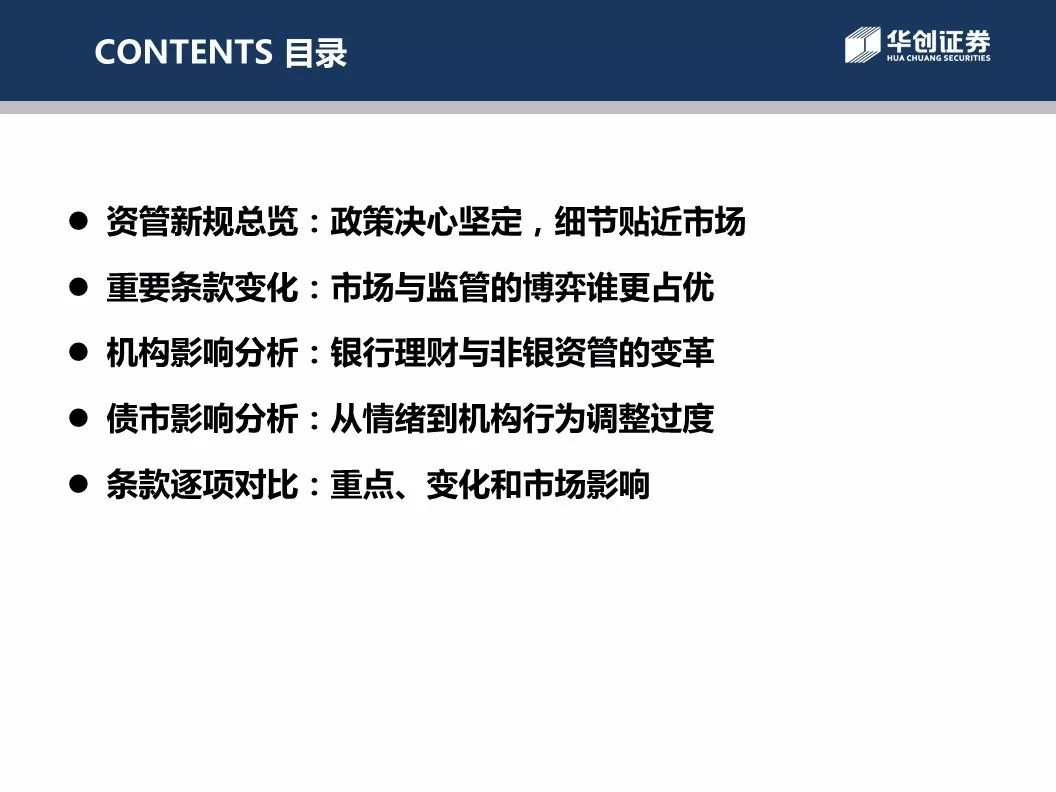 CONTENTS 目录
华创证券
HUA CHUANG SECURITIES
● 资管新规总览：政策决心坚定，细节贴近市场
● 重要条款变化：市场与监管的博弈谁更占优
● 机构影响分析：银行理财与非银资管的变革
● 债市影响分析：从情绪到机构行为调整过度
● 条款逐项对比：重点、变化和市场影响